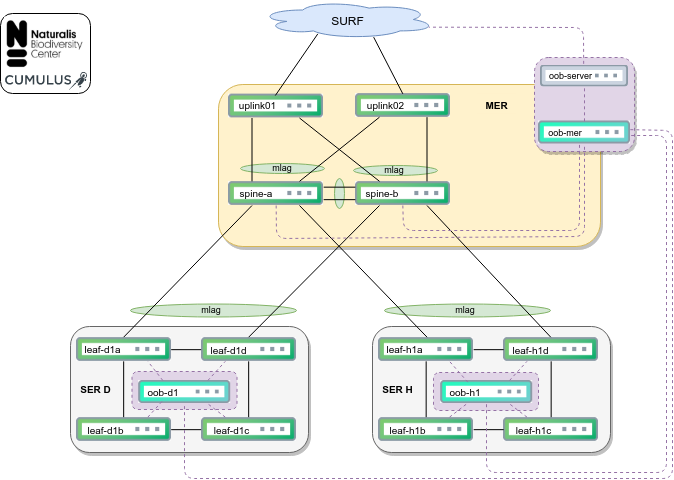 SURF
Naturalis
Biodiversity
Center
CUMULUS
oob-server
uplink01
uplink02
MER
oob-mer
mlag
mlag
spine-a
spine-b
mlag
mlag
leaf-d1a
leaf-d1d
leaf-h1a
leaf-h1d
SER D
oob-d1
SER H
oob-h1
leaf-d1b
leaf-d1c
leaf-h1b
leaf-h1c